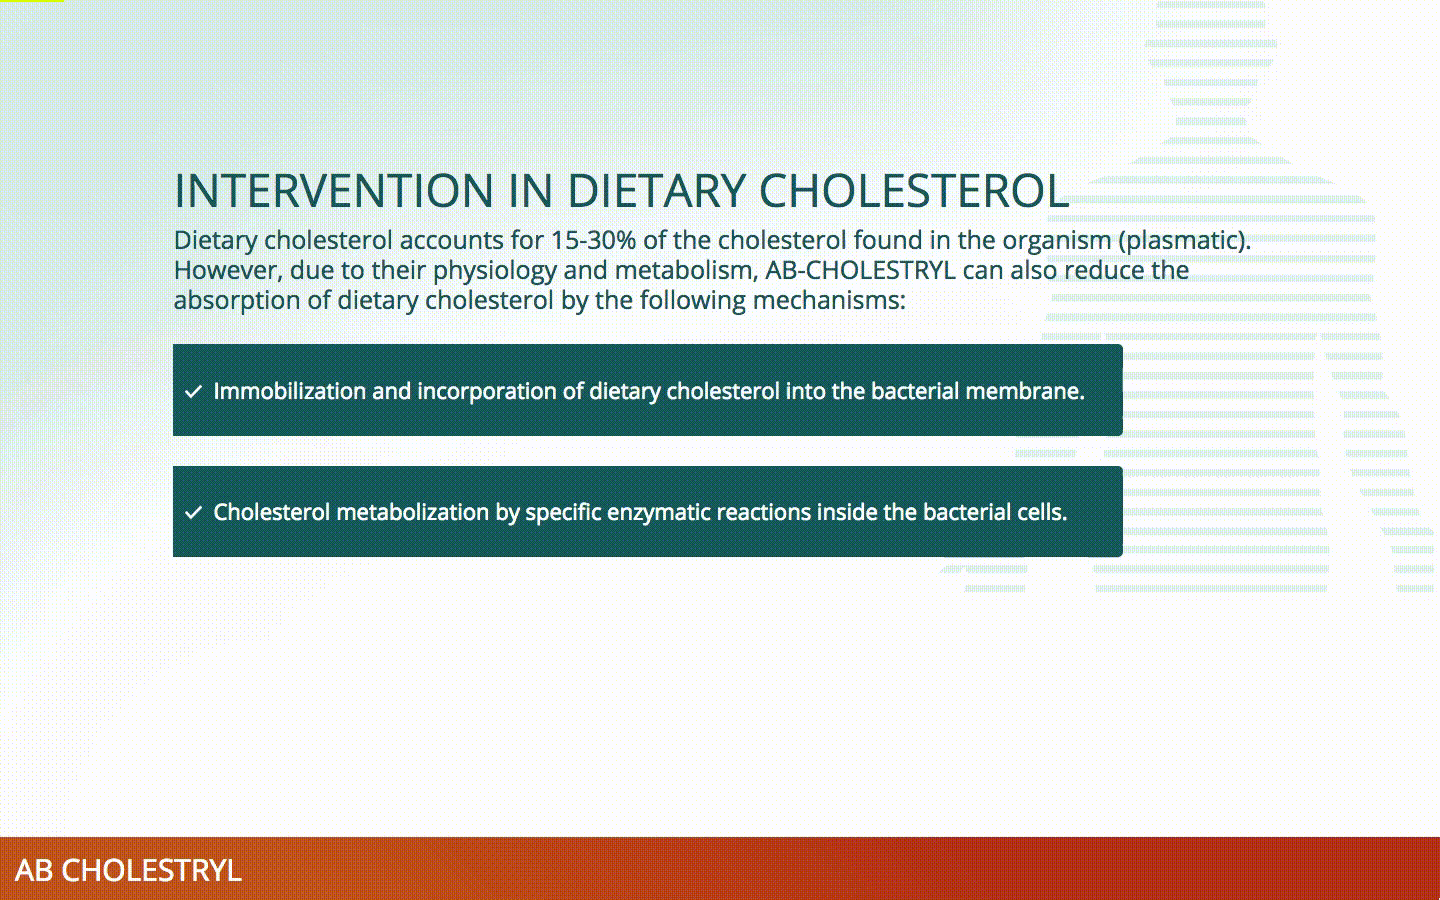 INTERVENTION IN DIETARY CHOLESTEROL
Dietary cholesterol accounts for 15-30% of the cholesterol found in the organism (plasmatic).
However, due to their physiology and metabolism, AB-CHOLESTRYL can also reduce the
absorption of dietary cholesterol by the following mechanisms:
✓ Immobilization and incorporation of dietary cholesterol into the bacterial membrane.
✓ Cholesterol metabolization by specific enzymatic reactions inside the bacterial cells.
AB CHOLESTRYL